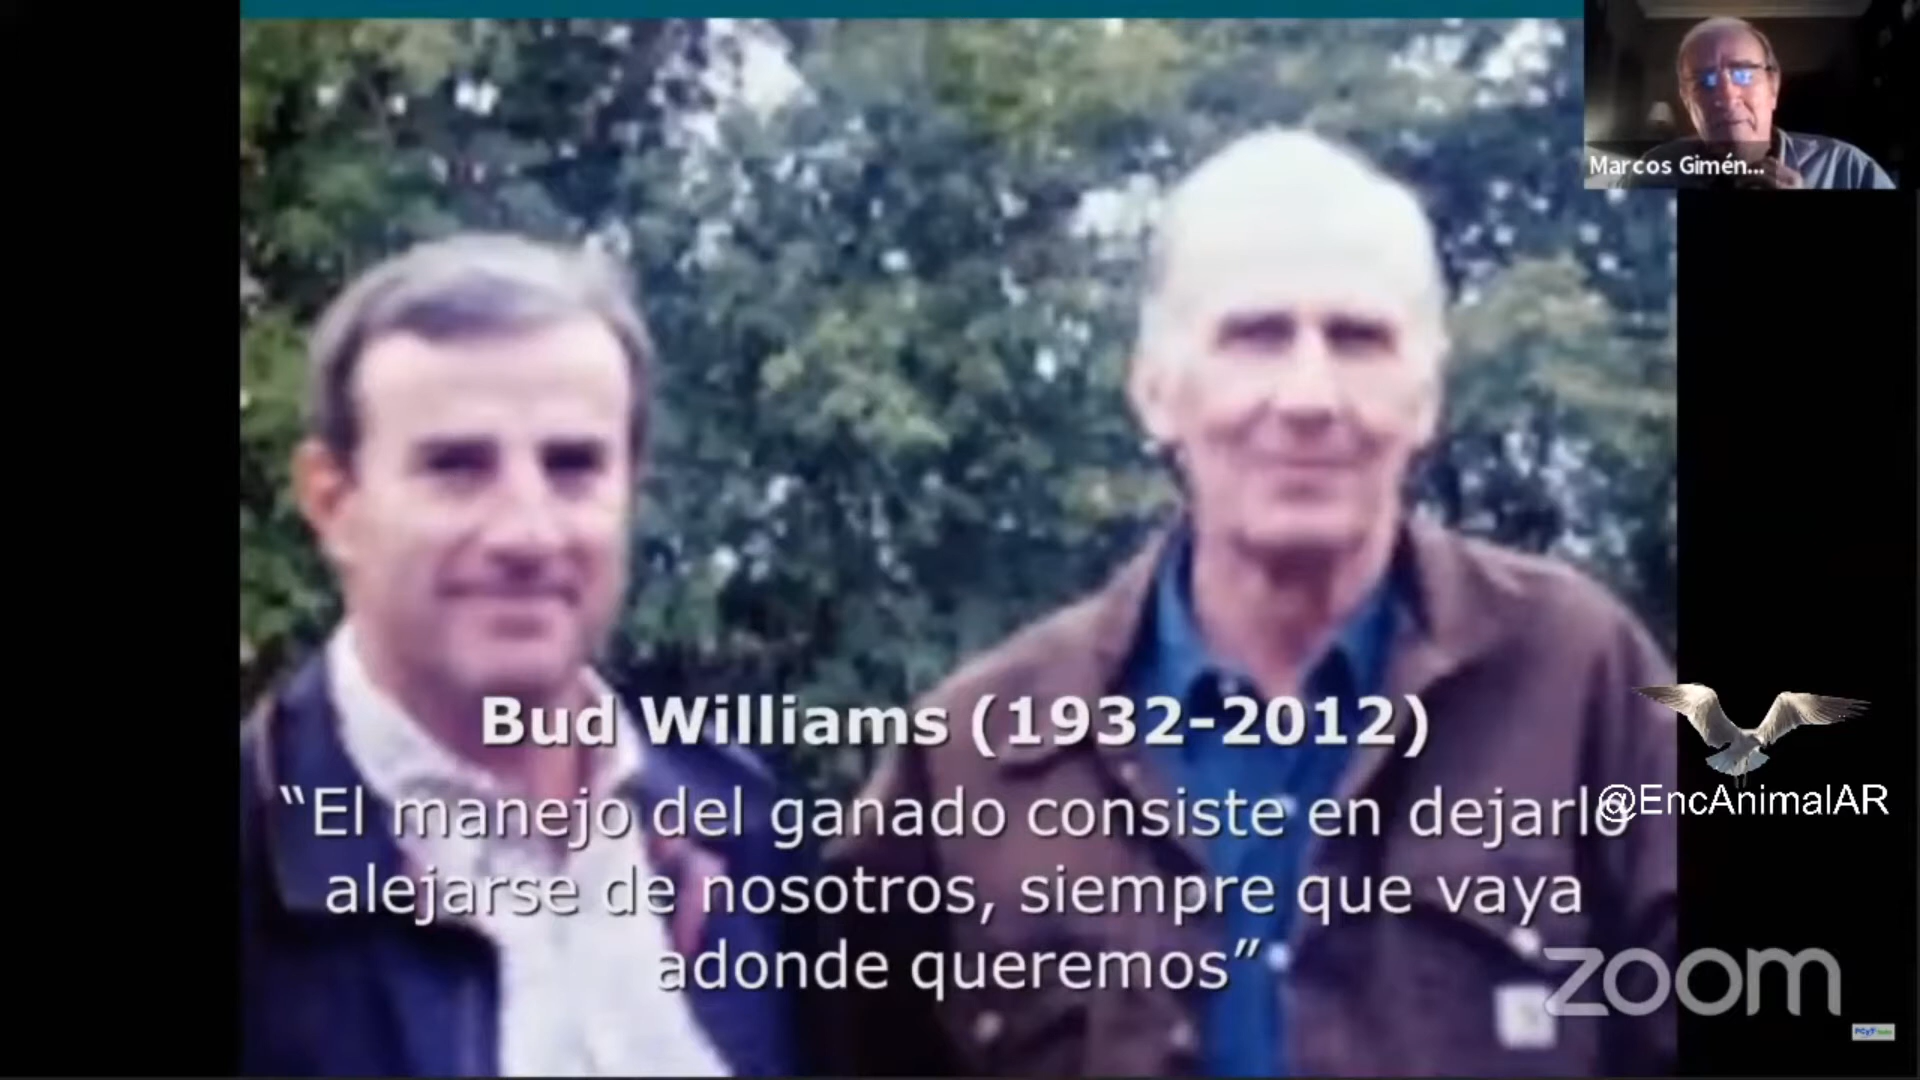 Marcos Gimén...
Bud Williams (1932-2012)
“El manejo del ganado consiste en dejarlo
alejarse de nosotros, siempre que vaya
adonde queremos”
@EncAnimalAR
zoom